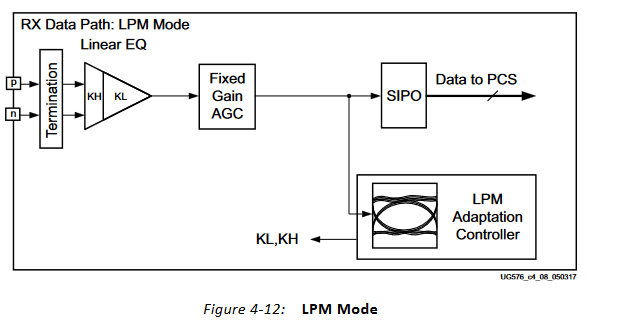 RX Data Path: LPM Mode
Linear EQ
p
n
Termination
KH
KL
Fixed
Gain
AGC
SIPO
Data to PCS
LPM
Adaptation
Controller
KL,KH
UG576_c4_08_050317
Figure 4-12: LPM Mode